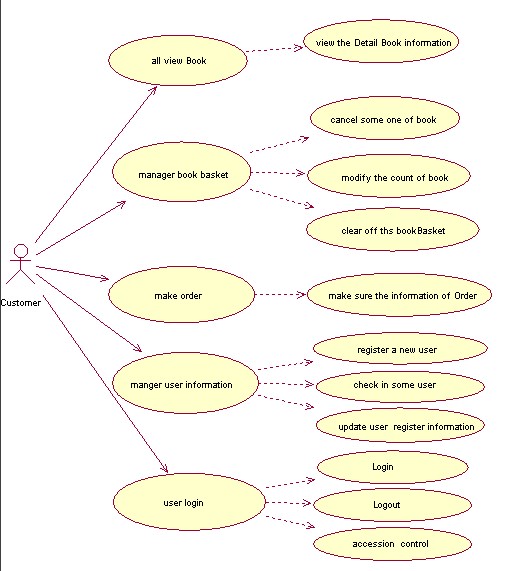 all view Book
view the Detail Book information
cancel some one of book
manager book basket
modify the count of book
clear off ths bookBasket
Customer
make order
make sure the information of Order
register a new user
manger user information
check in some user
update user register information
Login
user login
Logout
accession control